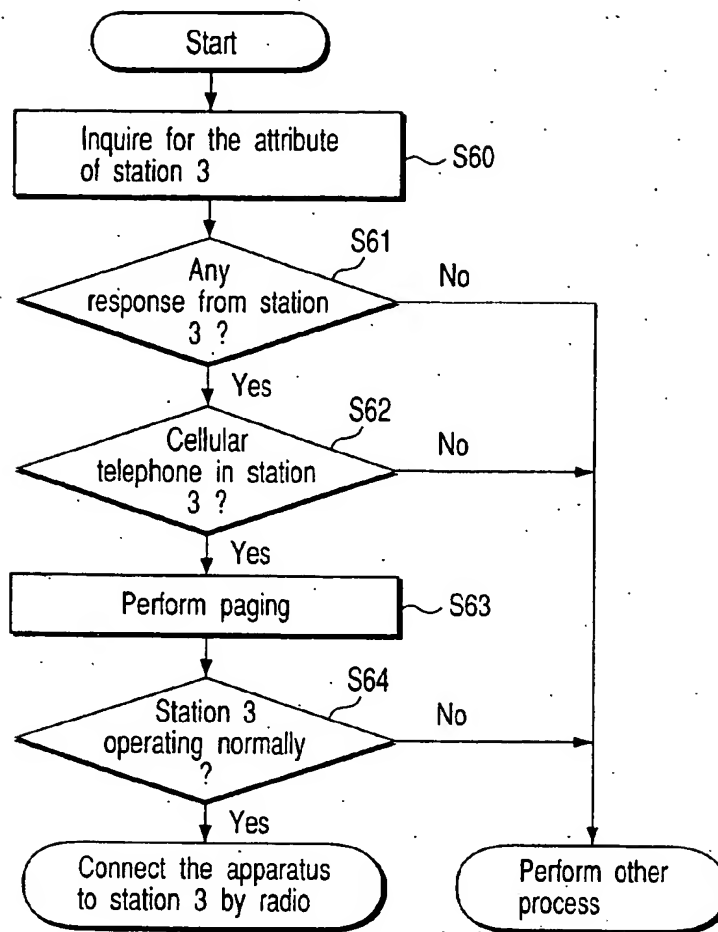 Start
Inquire for the attribute
of station 3
S60
S61
Any
response from station
3 ?
No
Yes
S62
Cellular
telephone in station
3 ?
No
Yes
Perform paging
S63
S64
Station 3
operating normally
?
No
Yes
Connect the apparatus
to station 3 by radio
Perform other
process